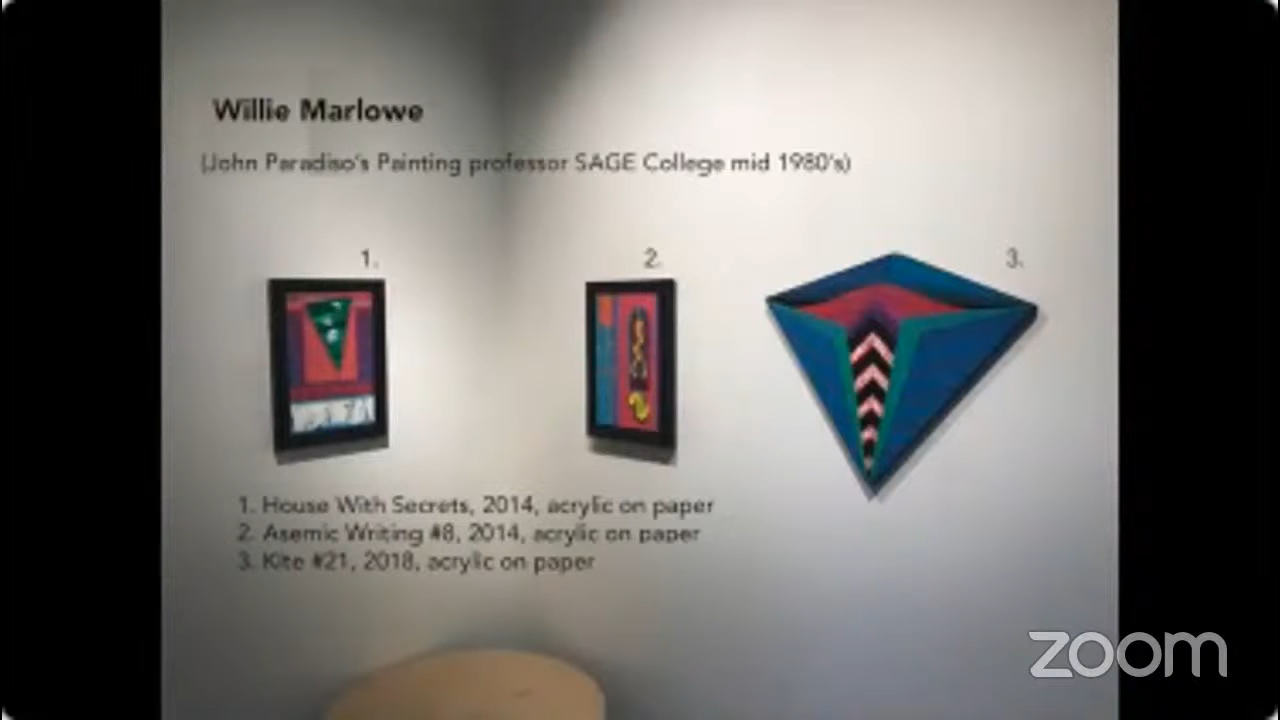 Willie Marlowe
(John Paradiso's Painting professor SAGE College mid 1980's)
1.
2.
3.
1. House With Secrets, 2014, acrylic on paper
2. Asemic Writing #8, 2014, acrylic on paper
3. Kite #21, 2018, acrylic on paper
zoom